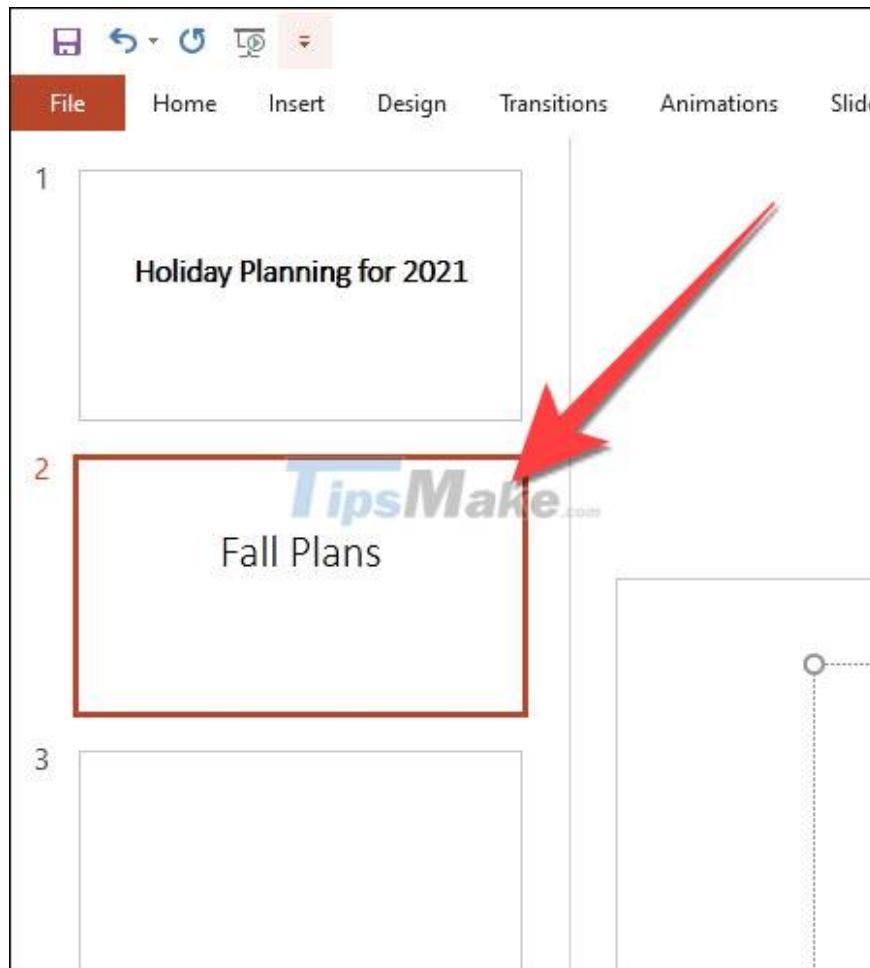 File Home Insert Design Transitions Animations
1
Holiday Planning for 2021
2
TipsMake.com
Fall Plans
3